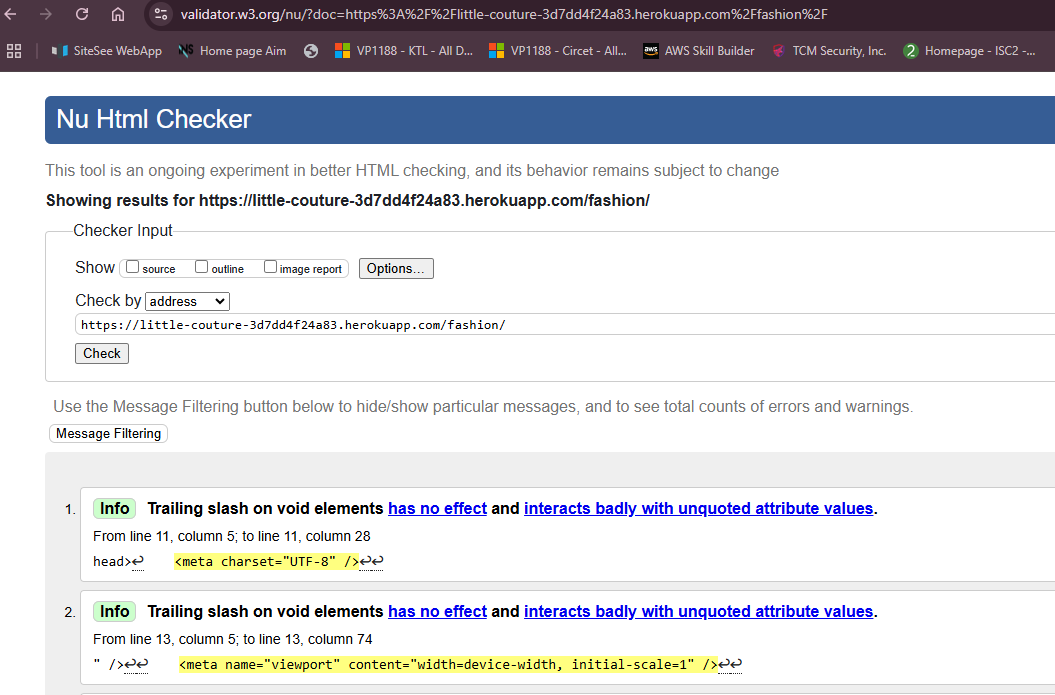 validator.w3.org/nu/?doc=https%3A%2F%2Flittle-couture-3d7dd4f24a83.herokuapp.com%2Ffashion%2F
SiteSee WebApp NS Home page Aim VP1188 - KTL - All D... VP1188 - Circet - All... aws AWS Skill Builder TCM Security, Inc. 2 Homepage - ISC2 -...
Nu Html Checker
This tool is an ongoing experiment in better HTML checking, and its behavior remains subject to change
Showing results for https://little-couture-3d7dd4f24a83.herokuapp.com/fashion/
Checker Input
Show source outline image report Options...
Check by address
https://little-couture-3d7dd4f24a83.herokuapp.com/fashion/
Check
Use the Message Filtering button below to hide/show particular messages, and to see total counts of errors and warnings.
Message Filtering
1. Info Trailing slash on void elements has no effect and interacts badly with unquoted attribute values.
From line 11, column 5; to line 11, column 28
head>↩ <meta charset="UTF-8" />↩↩
2. Info Trailing slash on void elements has no effect and interacts badly with unquoted attribute values.
From line 13, column 5; to line 13, column 74
" />↩↩ <meta name="viewport" content="width=device-width, initial-scale=1" />↩↩